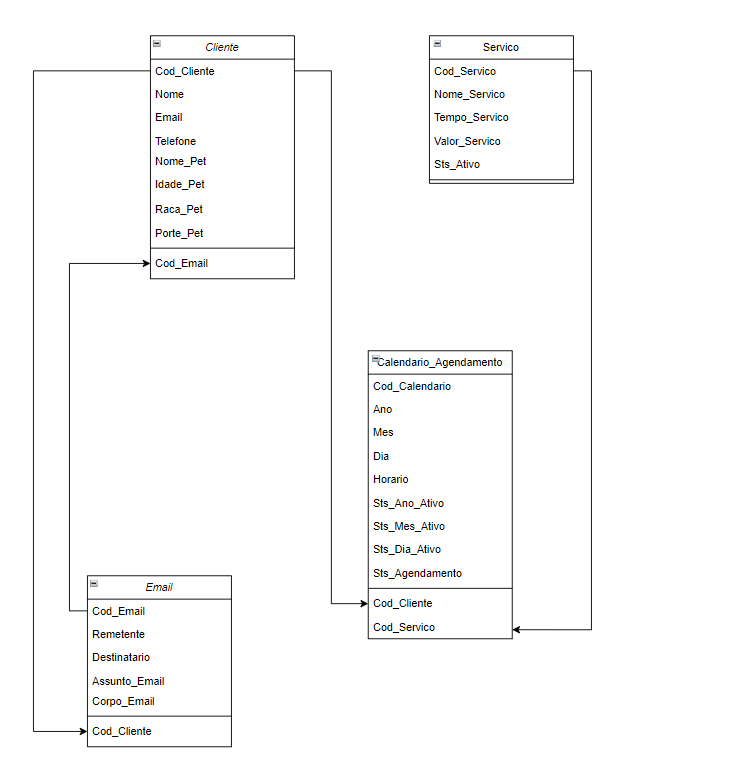 Cliente
Cod_Cliente
Nome
Email
Telefone
Nome_Pet
Idade_Pet
Raca_Pet
Porte_Pet
Cod_Email
Servico
Cod_Servico
Nome_Servico
Tempo_Servico
Valor_Servico
Sts_Ativo
Calendario_Agendamento
Cod_Calendario
Ano
Mes
Dia
Horario
Sts_Ano_Ativo
Sts_Mes_Ativo
Sts_Dia_Ativo
Sts_Agendamento
Cod_Cliente
Cod_Servico
Email
Cod_Email
Remetente
Destinatario
Assunto_Email
Corpo_Email
Cod_Cliente